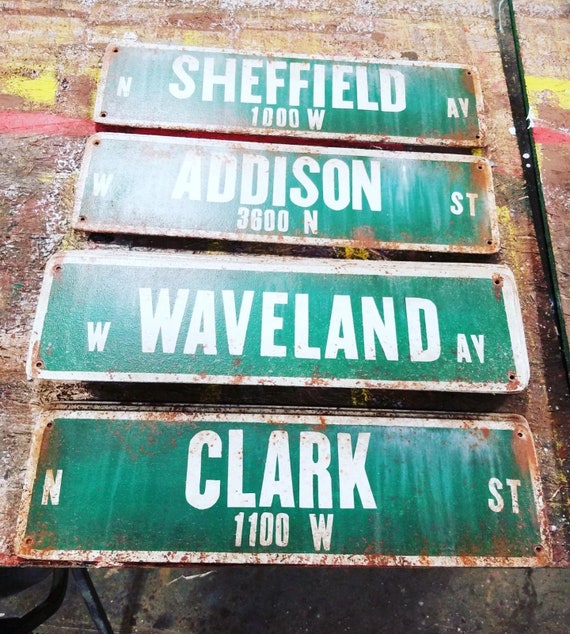 N SHEFFIELD AV
1000 W
W ADDISON ST
3600 N
W WAVELAND AV
N CLARK ST
1100 W